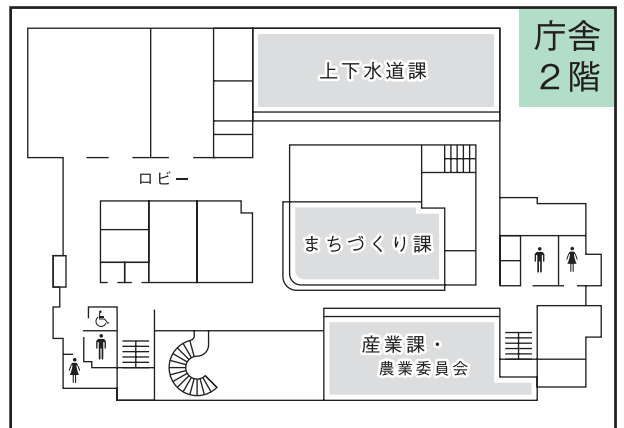 庁舎
2階
上下水道課
ロビー
まちづくり課
産業課・
農業委員会